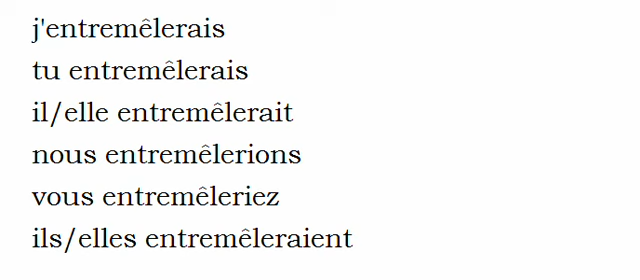 j'entremêlerais
tu entremêlerais
il/elle entremêlerait
nous entremêlerions
vous entremêleriez
ils/elles entremêleraient